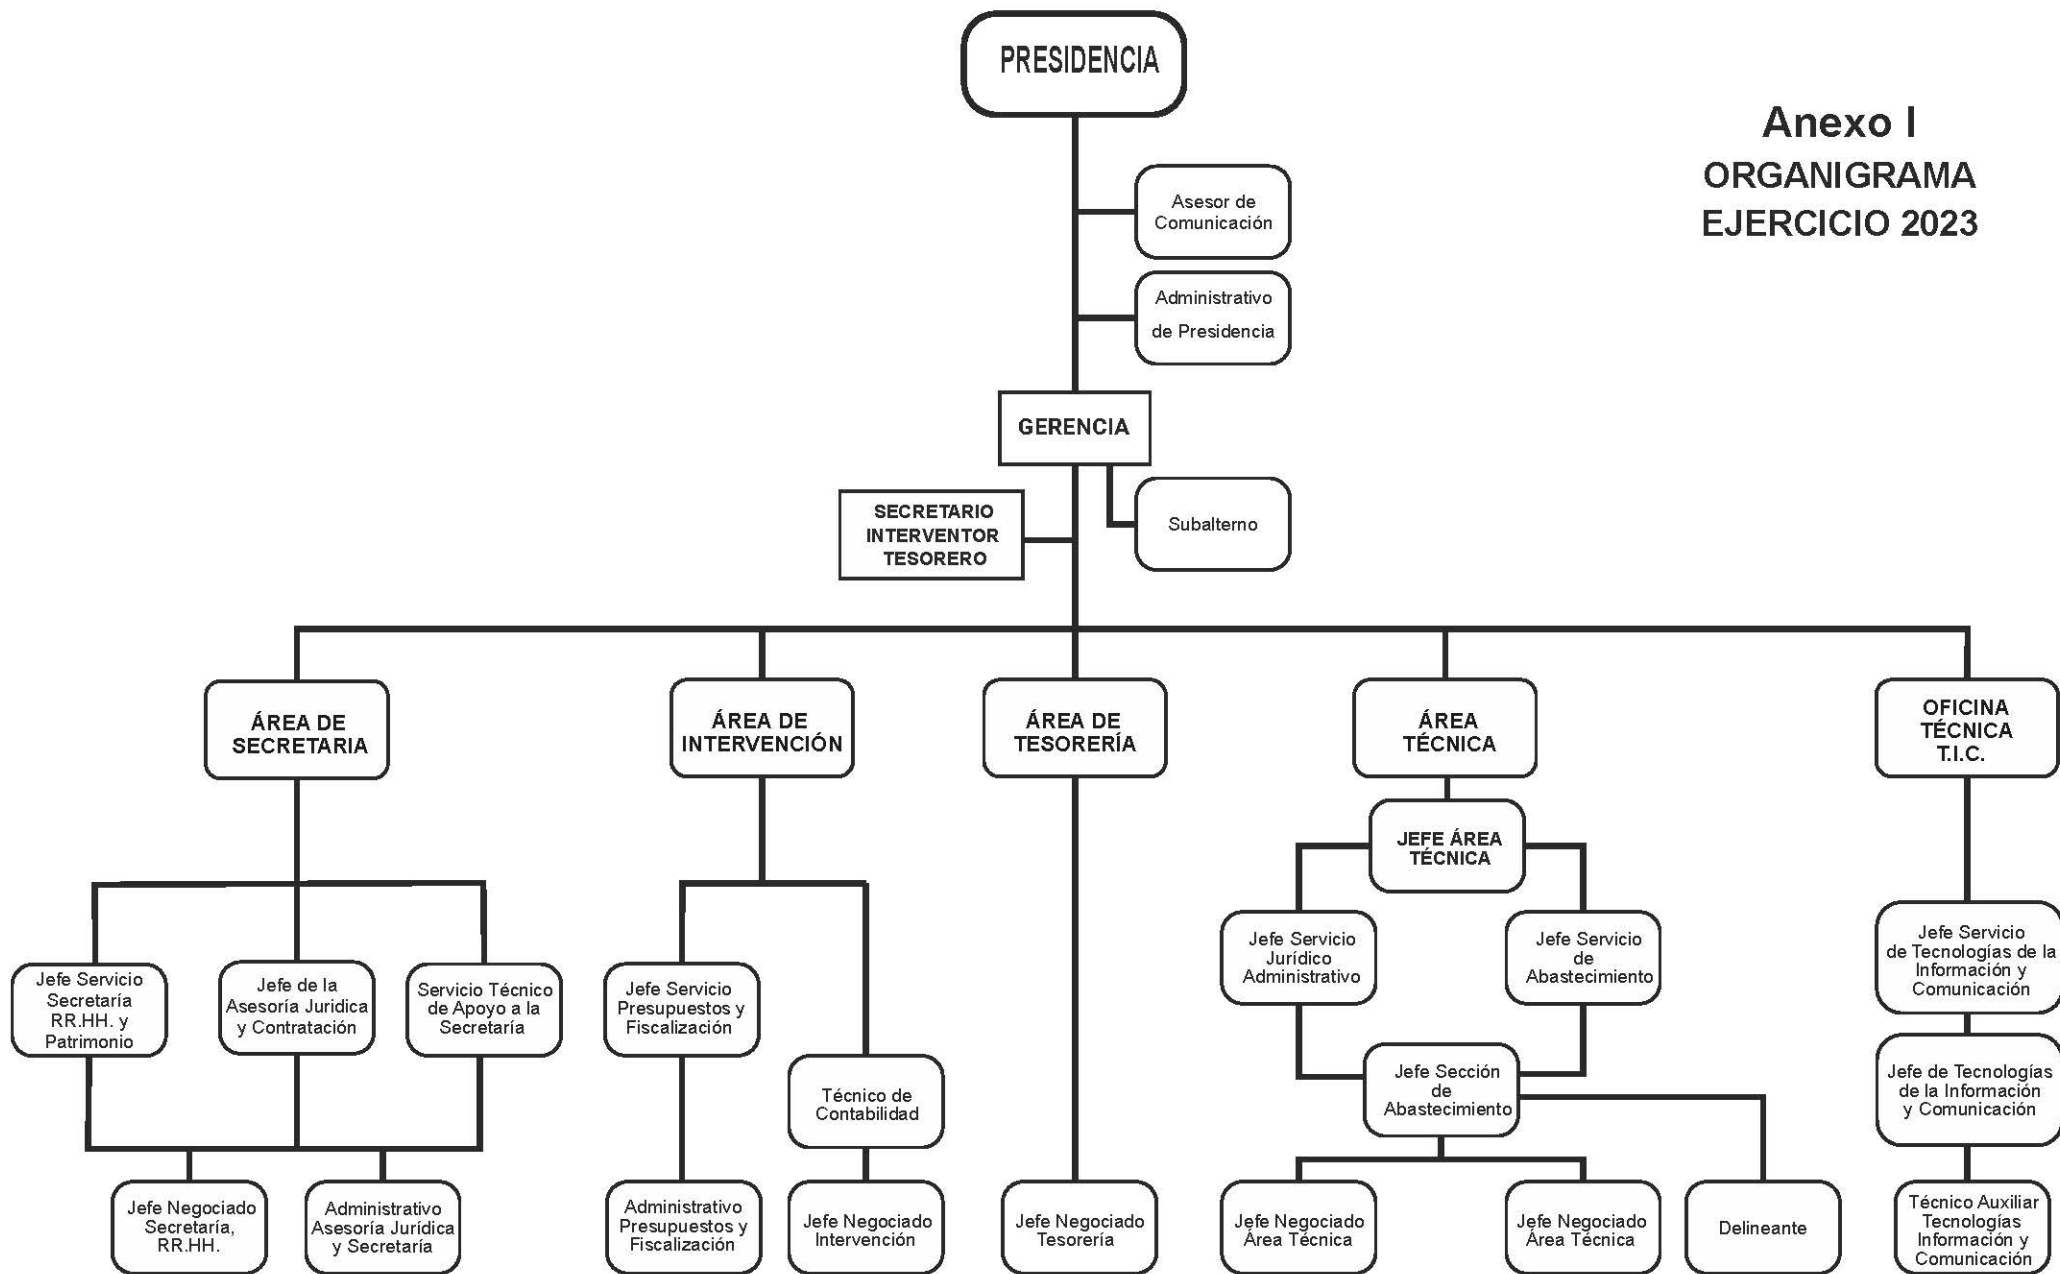 PRESIDENCIA
Anexo I
ORGANIGRAMA
EJERCICIO 2023
Asesor de
Comunicación
Administrativo
de Presidencia
GERENCIA
SECRETARIO
INTERVENTOR
TESORERO
Subalterno
ÁREA DE
SECRETARIA
ÁREA DE
INTERVENCIÓN
ÁREA DE
TESORERÍA
ÁREA
TÉCNICA
OFICINA
TÉCNICA
T.I.C.
JEFE ÁREA
TÉCNICA
Jefe Servicio
Secretaría
RR.HH. y
Patrimonio
Jefe de la
Asesoría Juridica
y Contratación
Servicio Técnico
de Apoyo a la
Secretaría
Jefe Servicio
Presupuestos y
Fiscalización
Jefe Servicio
Jurídico
Administrativo
Jefe Servicio
de
Abastecimiento
Jefe Servicio
de Tecnologías de la
Información y
Comunicación
Técnico de
Contabilidad
Jefe Sección
de
Abastecimiento
Jefe de Tecnologías
de la Información
y Comunicación
Jefe Negociado
Secretaría,
RR.HH.
Administrativo
Asesoría Jurídica
y Secretaría
Administrativo
Presupuestos y
Fiscalización
Jefe Negociado
Intervención
Jefe Negociado
Tesorería
Jefe Negociado
Área Técnica
Jefe Negociado
Área Técnica
Delineante
Técnico Auxiliar
Tecnologías
Información y
Comunicación